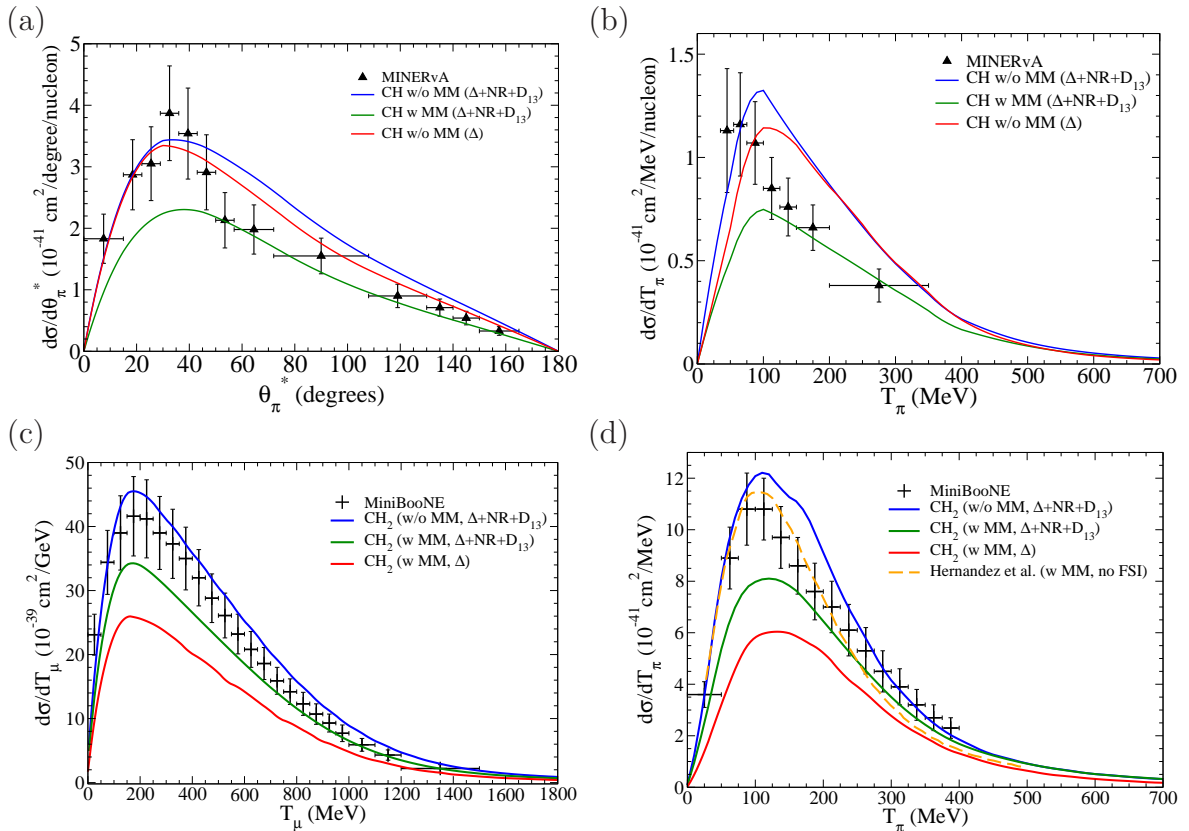 (a)
dσ/dθπ* (10⁻⁴¹ cm²/degree/nucleon)
5
4
3
2
1
0
MINERvA
CH w/o MM (Δ+NR+D₁₃)
CH w MM (Δ+NR+D₁₃)
CH w/o MM (Δ)
0 20 40 60 80 100 120 140 160 180
θπ* (degrees)
(b)
dσ/dTπ (10⁻⁴¹ cm²/MeV/nucleon)
1.5
1
0.5
0
MINERvA
CH w/o MM (Δ+NR+D₁₃)
CH w MM (Δ+NR+D₁₃)
CH w/o MM (Δ)
0 100 200 300 400 500 600 700
Tπ (MeV)
(c)
dσ/dTμ (10⁻³⁹ cm²/GeV)
50
40
30
20
10
0
MiniBooNE
CH₂ (w/o MM, Δ+NR+D₁₃)
CH₂ (w MM, Δ+NR+D₁₃)
CH₂ (w MM, Δ)
0 200 400 600 800 1000 1200 1400 1600 1800
Tμ (MeV)
(d)
dσ/dTπ (10⁻⁴¹ cm²/MeV)
12
10
8
6
4
2
0
MiniBooNE
CH₂ (w/o MM, Δ+NR+D₁₃)
CH₂ (w MM, Δ+NR+D₁₃)
CH₂ (w MM, Δ)
Hernandez et al. (w MM, no FSI)
0 100 200 300 400 500 600 700
Tπ (MeV)